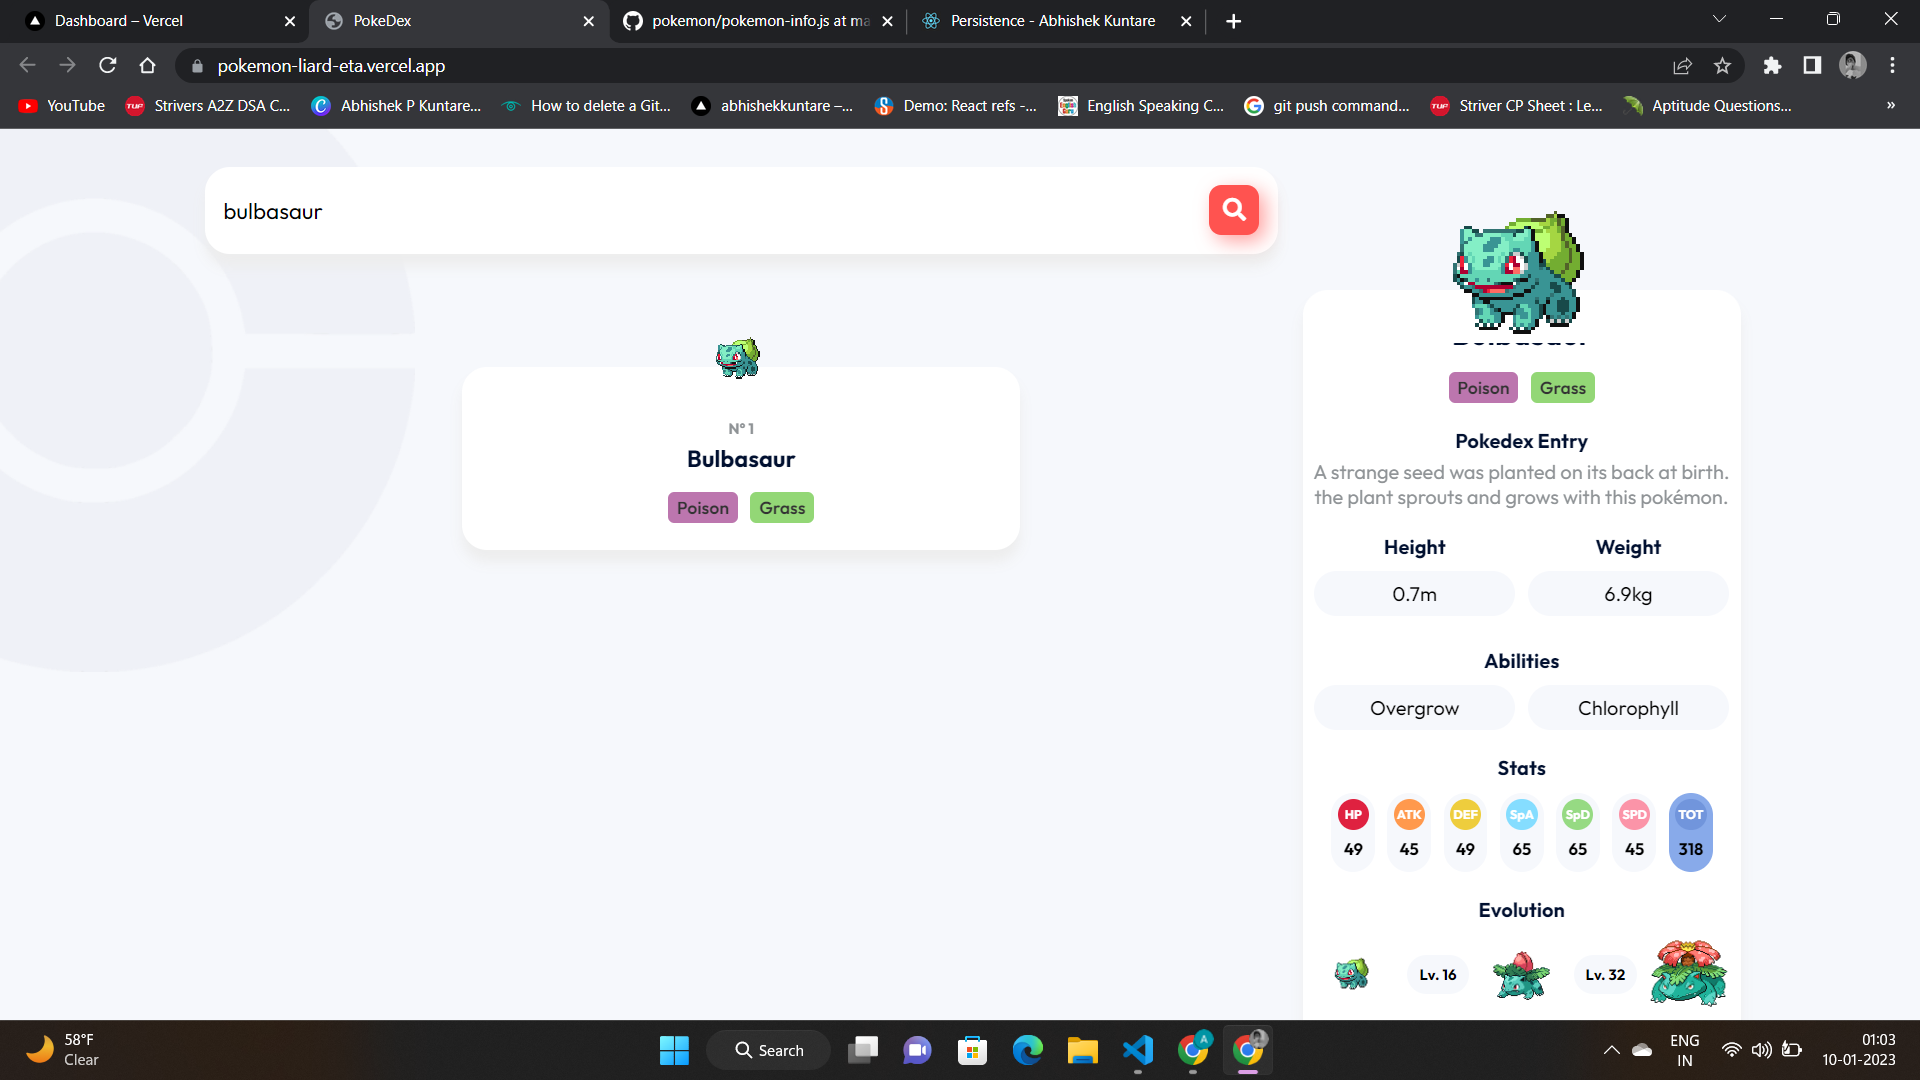 Dashboard – Vercel
PokeDex
pokemon/pokemon-info.js at ma
Persistence - Abhishek Kuntare
pokemon-liard-eta.vercel.app
YouTube
Strivers A2Z DSA C...
Abhishek P Kuntare...
How to delete a Git...
abhishekkuntare –...
Demo: React refs -...
English Speaking C...
git push command...
Striver CP Sheet : Le...
Aptitude Questions...
»
bulbasaur
N° 1
Bulbasaur
Poison Grass
Poison Grass
Pokedex Entry
A strange seed was planted on its back at birth.
the plant sprouts and grows with this pokémon.
Height Weight
0.7m 6.9kg
Abilities
Overgrow Chlorophyll
Stats
HP ATK DEF SpA SpD SPD TOT
49 45 49 65 65 45 318
Evolution
Lv. 16 Lv. 32
58°F
Clear
Search
A
ENG
IN
01:03
10-01-2023